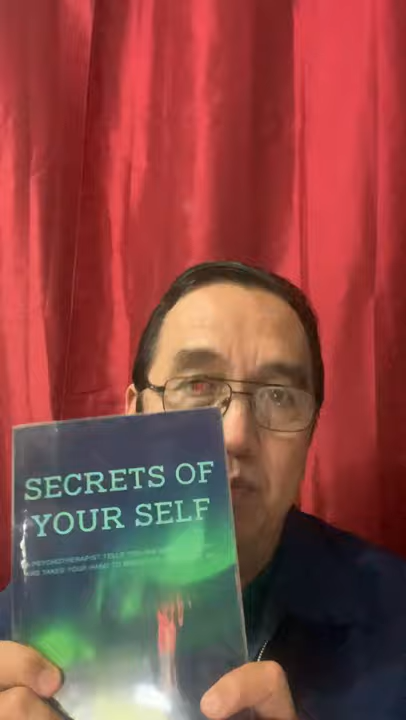 SECRETS OF
YOUR SELF
PSYCHOTHERAPIST TELLS
AND TAKES YOUR HAND TO